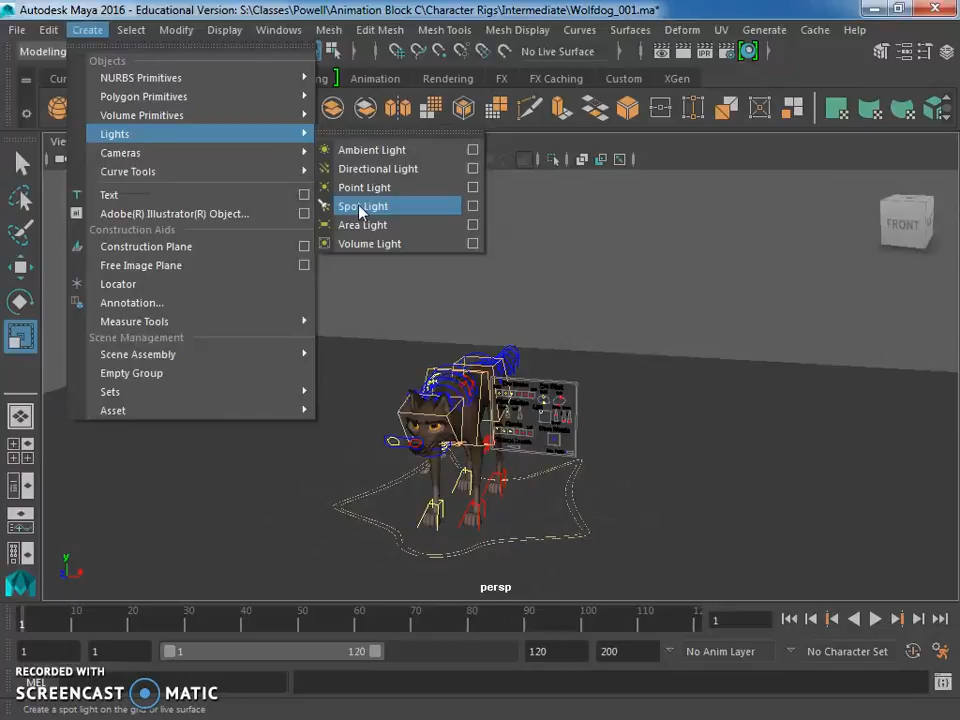 Autodesk Maya 2016 - Educational Version: S:\Classes\Powell\Animation Block C\Character Rigs\Intermediate\Wolfdog_001.ma*
File Edit Create Select Modify Display Windows Mesh Edit Mesh Mesh Tools Mesh Display Curves Surfaces Deform UV Generate Cache Help
Modeling
No Live Surface
Objects
Animation Rendering FX FX Caching Custom XGen
NURBS Primitives
Polygon Primitives
Volume Primitives
Lights
Cameras
Curve Tools
Text
Adobe(R) Illustrator(R) Object...
Construction Aids
Construction Plane
Free Image Plane
Locator
Annotation...
Measure Tools
Scene Management
Scene Assembly
Empty Group
Sets
Asset
Ambient Light
Directional Light
Point Light
Spot Light
Area Light
Volume Light
FRONT
y
persp
1 10 20 30 40 50 60 70 80 90 100 110 12
1
1 1 1 120 120 200 No Anim Layer No Character Set
RECORDED WITH
MEL
SCREENCAST MATIC
Create a spot light on the grid or live surface